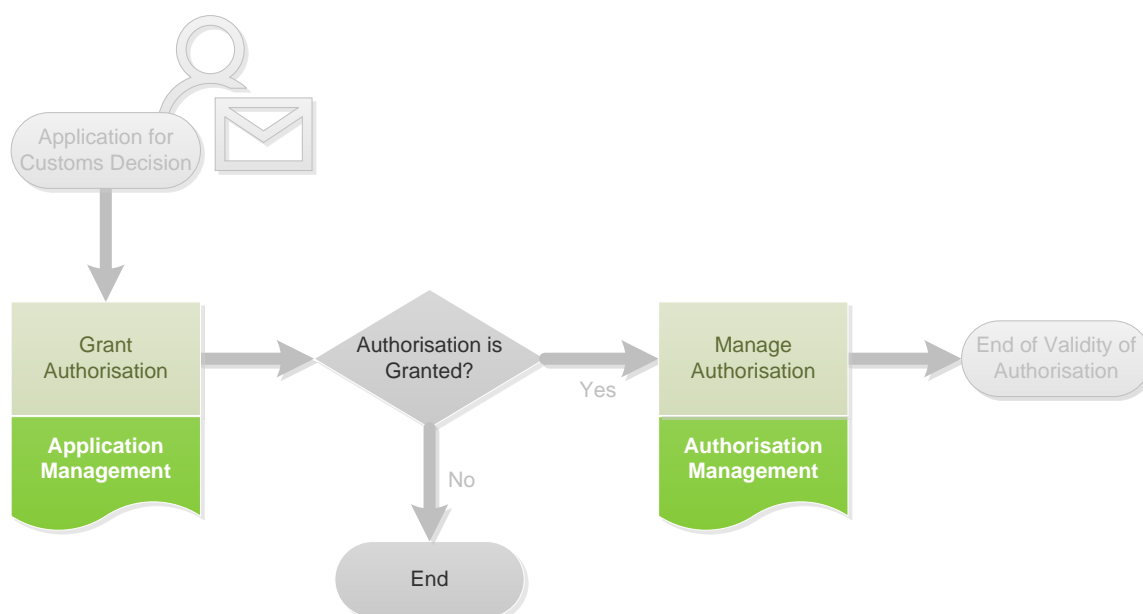 Application for
Customs Decision
Grant
Authorisation
Application
Management
Authorisation is
Granted?
Yes
No
End
Manage
Authorisation
Authorisation
Management
End of Validity of
Authorisation